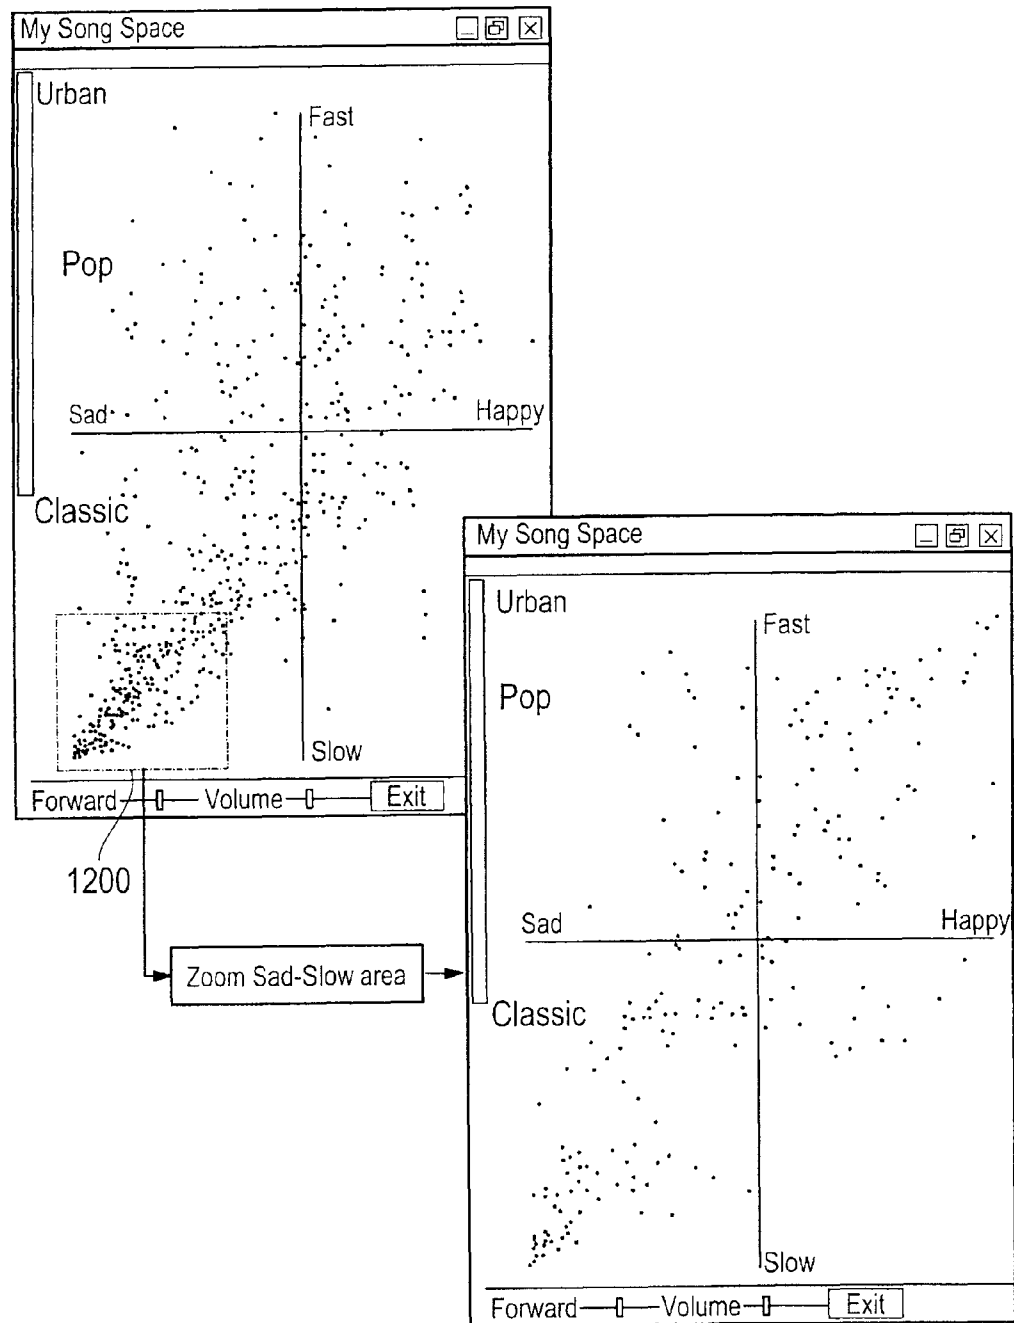 My Song Space
Urban
Fast
Pop
Sad
Happy
Classic
Slow
Forward Volume Exit
1200
Zoom Sad-Slow area
My Song Space
Urban
Fast
Pop
Sad
Happy
Classic
Slow
Forward Volume Exit